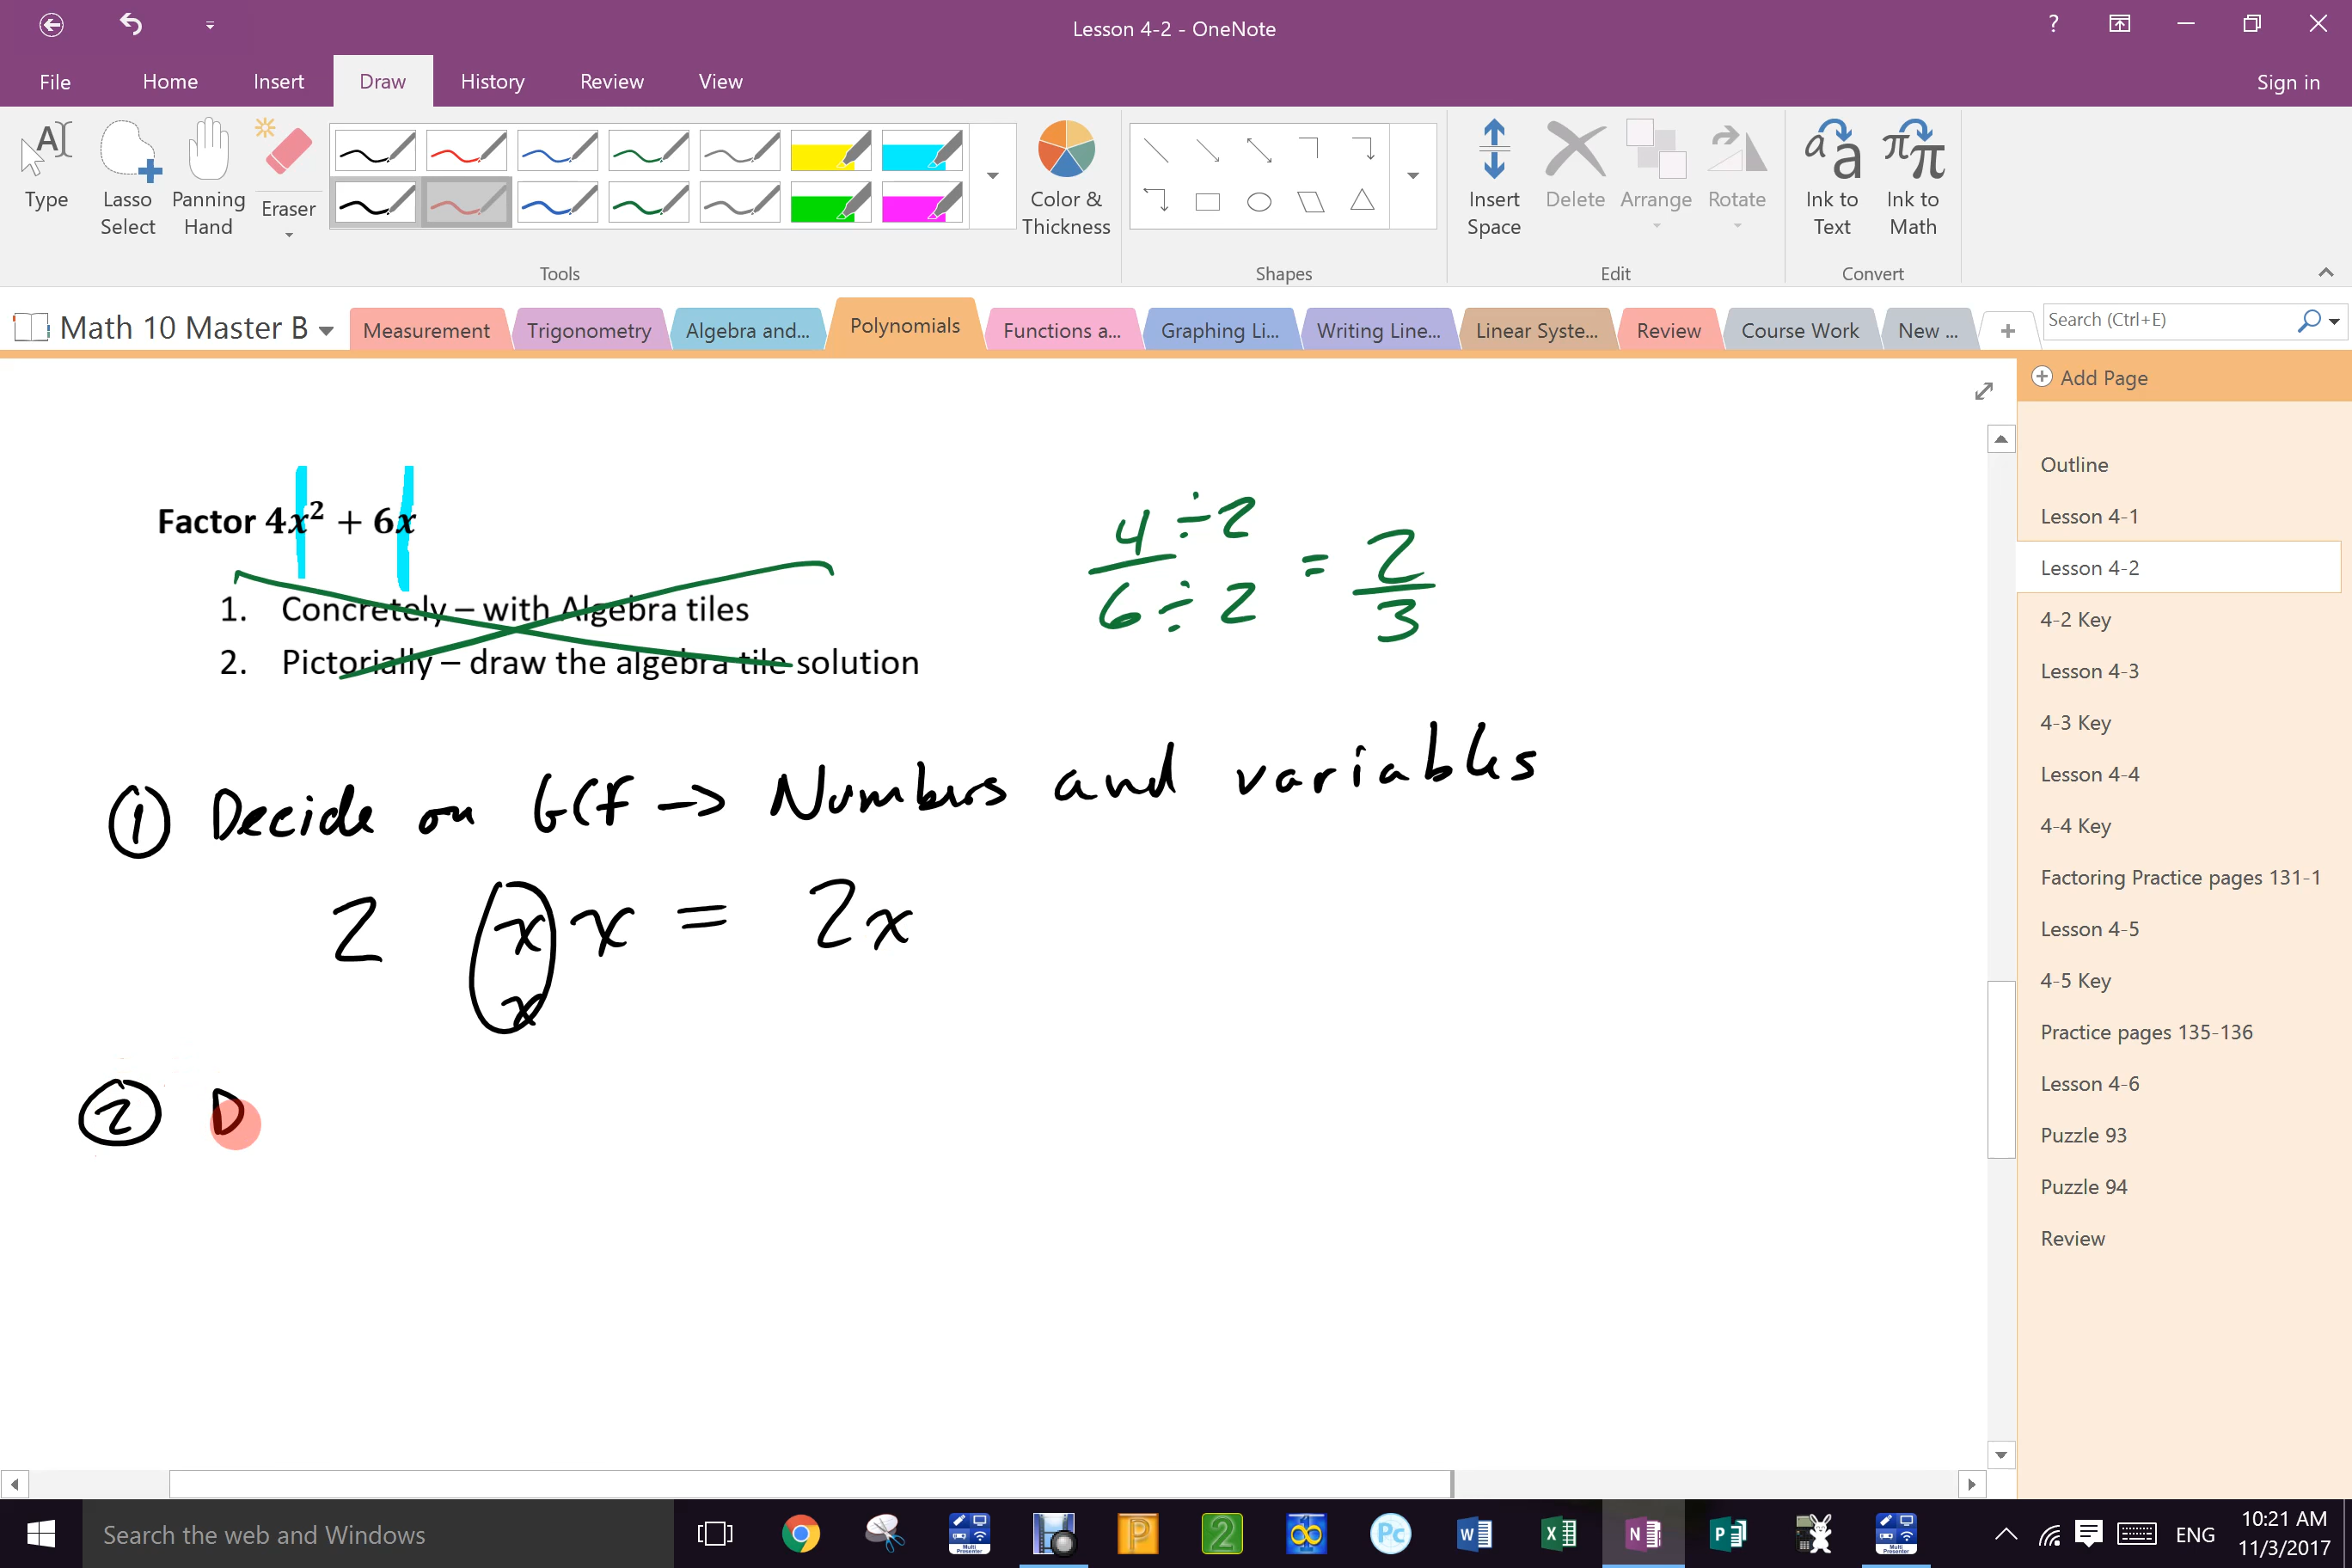 Lesson 4-2 - OneNote
?
File
Home
Insert
Draw
History
Review
View
Sign in
Type
Lasso Select
Panning Hand
Eraser
Color & Thickness
Insert Space
Delete
Arrange
Rotate
Ink to Text
Ink to Math
Tools
Shapes
Edit
Convert
Math 10 Master B
Measurement
Trigonometry
Algebra and...
Polynomials
Functions a...
Graphing Li...
Writing Line...
Linear Syste...
Review
Course Work
New ...
+
Search (Ctrl+E)
Factor 4x² + 6x
1. Concretely – with Algebra tiles
2. Pictorially – draw the algebra tile solution
4 ÷ 2
6 ÷ 2
=
2
3
① Decide on GCF -> Numbers and variables
2 x x = 2x
x
② D
Add Page
Outline
Lesson 4-1
Lesson 4-2
4-2 Key
Lesson 4-3
4-3 Key
Lesson 4-4
4-4 Key
Factoring Practice pages 131-1
Lesson 4-5
4-5 Key
Practice pages 135-136
Lesson 4-6
Puzzle 93
Puzzle 94
Review
Search the web and Windows
ENG
10:21 AM
11/3/2017